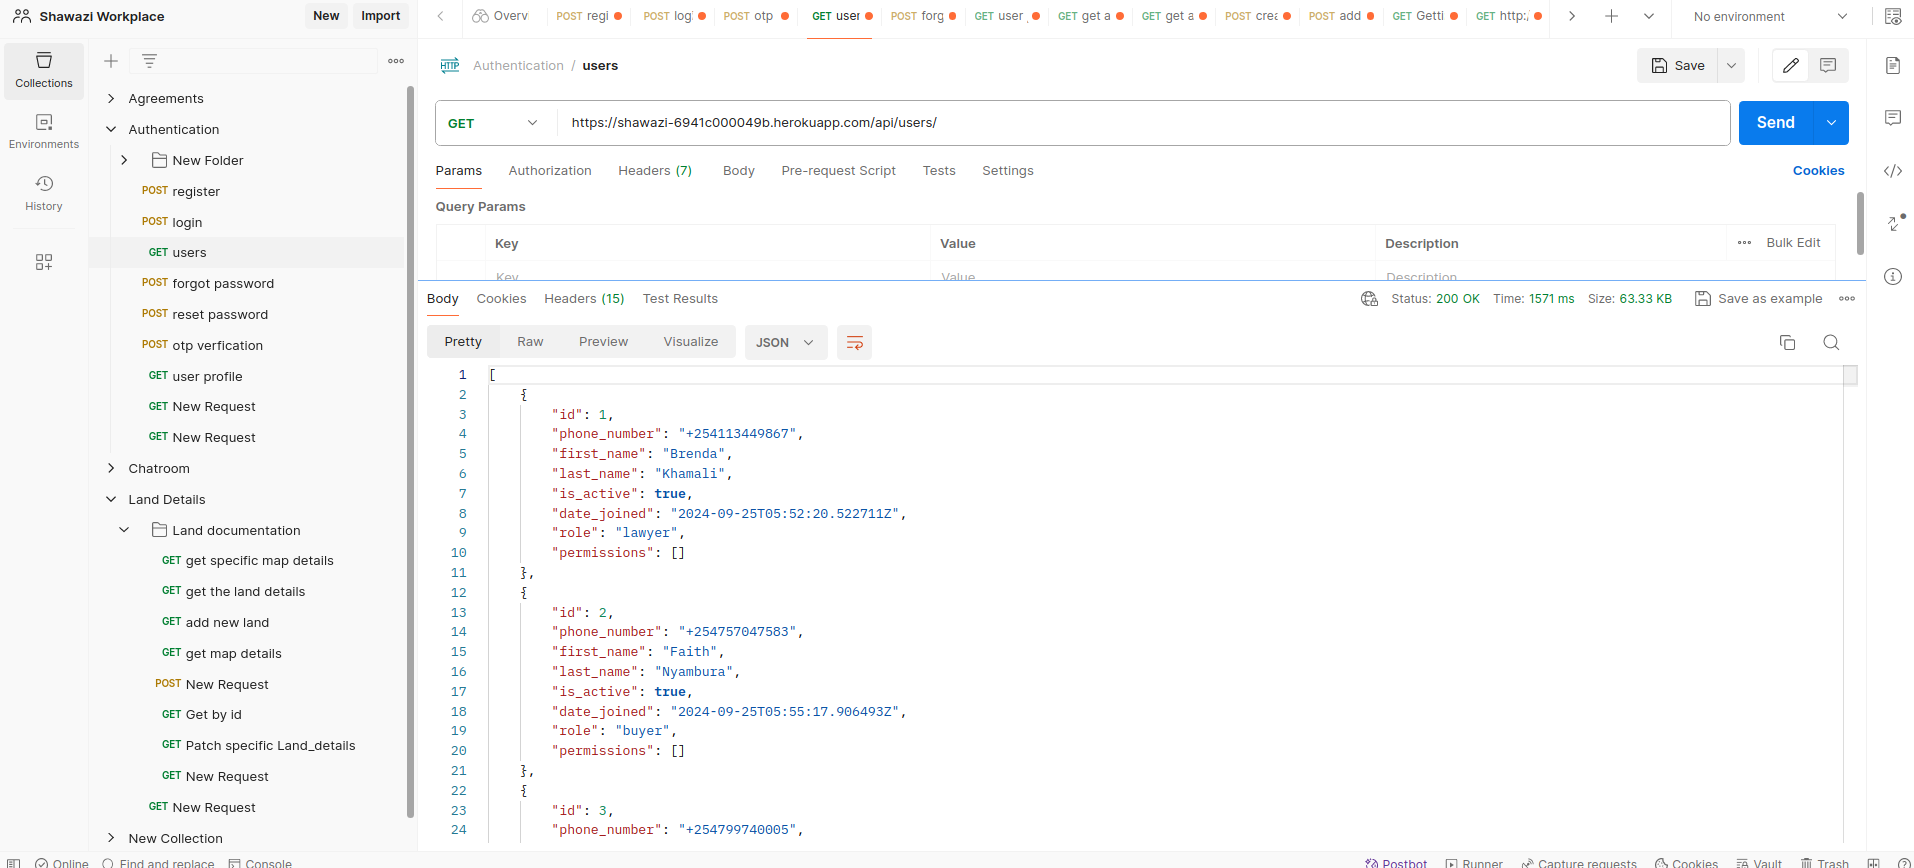 Shawazi Workplace
New
Import
Overv
POST regi
POST log
POST otp
GET user
POST forg
GET user
GET get a
GET get a
POST crea
POST add
GET Getti
GET http:/
No environment
Collections
Environments
History
Agreements
Authentication
New Folder
POST register
POST login
GET users
POST forgot password
POST reset password
POST otp verfication
GET user profile
GET New Request
GET New Request
Chatroom
Land Details
Land documentation
GET get specific map details
GET get the land details
GET add new land
GET get map details
POST New Request
GET Get by id
GET Patch specific Land_details
GET New Request
GET New Request
New Collection
HTTP Authentication / users
Save
GET https://shawazi-6941c000049b.herokuapp.com/api/users/
Send
Params Authorization Headers (7) Body Pre-request Script Tests Settings Cookies
Query Params
Key Value Description Bulk Edit
Key Value Description
Body Cookies Headers (15) Test Results Status: 200 OK Time: 1571 ms Size: 63.33 KB Save as example
Pretty Raw Preview Visualize JSON
1 [
2 {
3 "id": 1,
4 "phone_number": "+254113449867",
5 "first_name": "Brenda",
6 "last_name": "Khamali",
7 "is_active": true,
8 "date_joined": "2024-09-25T05:52:20.522711Z",
9 "role": "lawyer",
10 "permissions": []
11 },
12 {
13 "id": 2,
14 "phone_number": "+254757047583",
15 "first_name": "Faith",
16 "last_name": "Nyambura",
17 "is_active": true,
18 "date_joined": "2024-09-25T05:55:17.906493Z",
19 "role": "buyer",
20 "permissions": []
21 },
22 {
23 "id": 3,
24 "phone_number": "+254799740005",
Online Find and replace Console Postbot Runner Capture requests Cookies Vault Trash